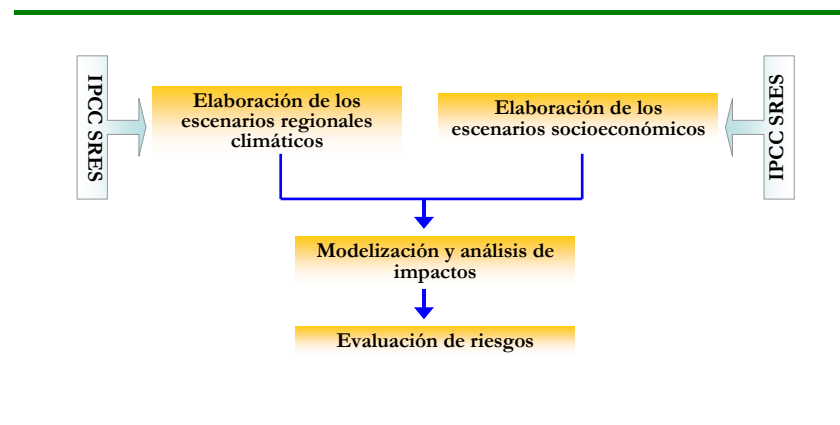 IPCC SRES
Elaboración de los
escenarios regionales
climáticos
Elaboración de los
escenarios socioeconómicos
IPCC SRES
Modelización y análisis de
impactos
Evaluación de riesgos